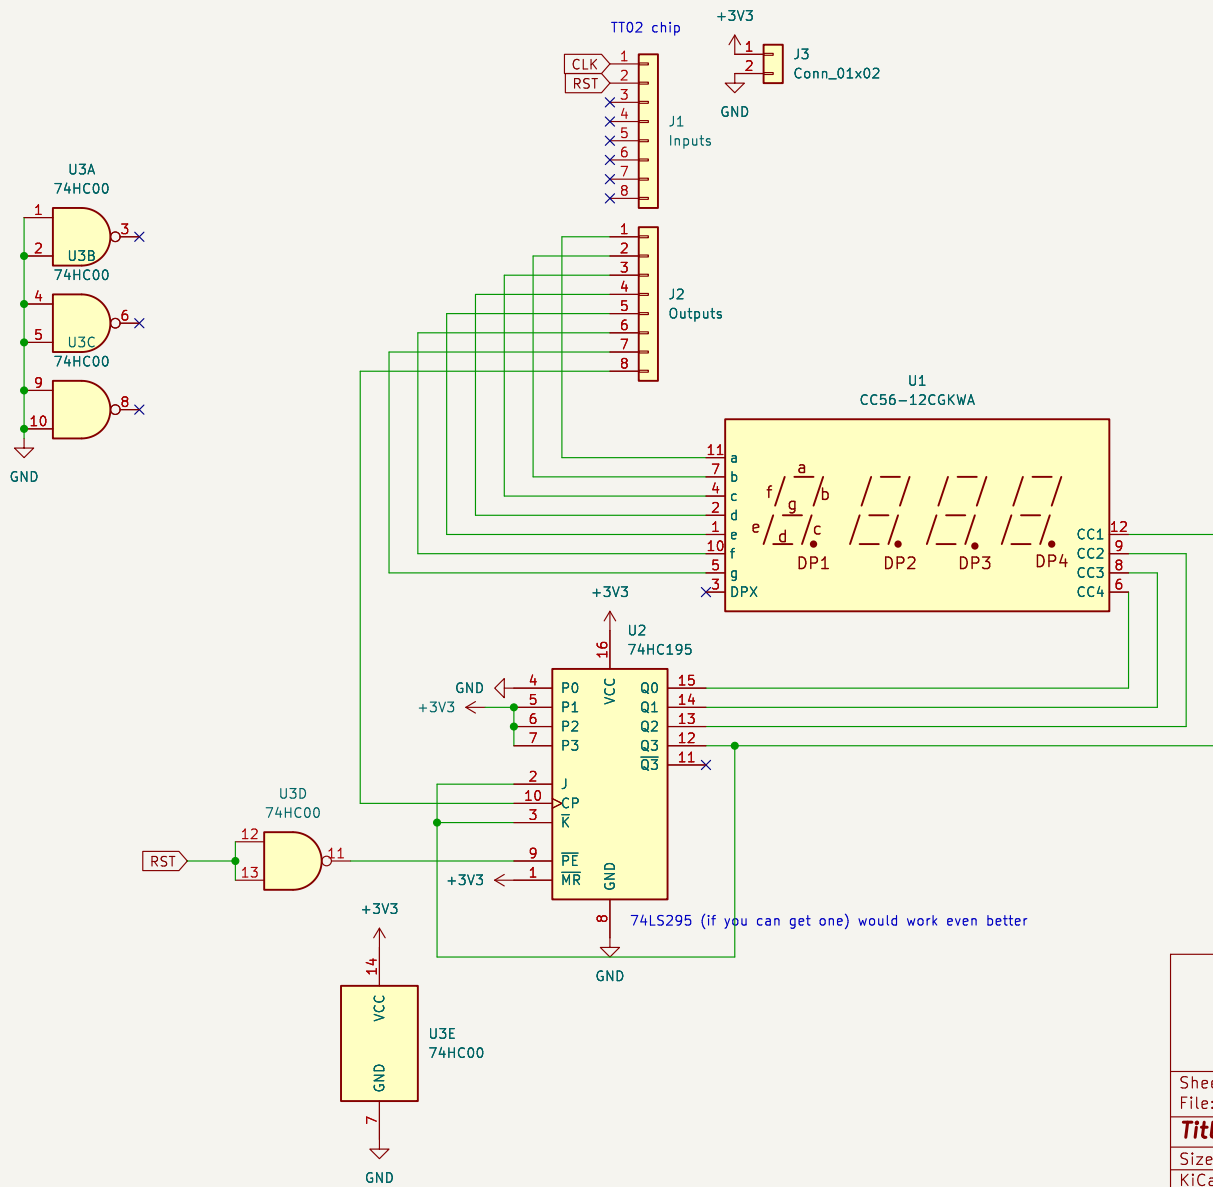 TT02 chip
+3V3
CLK 1
RST 2
3
4
5
6
7
8
J1
Inputs
1
2
J3
Conn_01x02
GND
U3A
74HC00
1
2
3
U3B
74HC00
4
5
6
U3C
74HC00
9
10
8
GND
1
2
3
4
5
6
7
8
J2
Outputs
U1
CC56-12CGKWA
11 a
7 b
4 c
2 d
1 e
10 f
5 g
3 DPX
a
f b
g
e c
d
DP1 DP2 DP3 DP4
CC1 12
CC2 9
CC3 8
CC4 6
+3V3
16
U2
74HC195
VCC
GND 4 P0 Q0 15
+3V3 5 P1 Q1 14
6 P2 Q2 13
7 P3 Q3 12
Q3 11
2 J
10 CP
3 K
9 PE
+3V3 1 MR
GND
8
GND
74LS295 (if you can get one) would work even better
U3D
74HC00
RST
12
13
11
+3V3
14
VCC
U3E
74HC00
GND
7
GND
Shee
File:
Titl
Size
KiCa